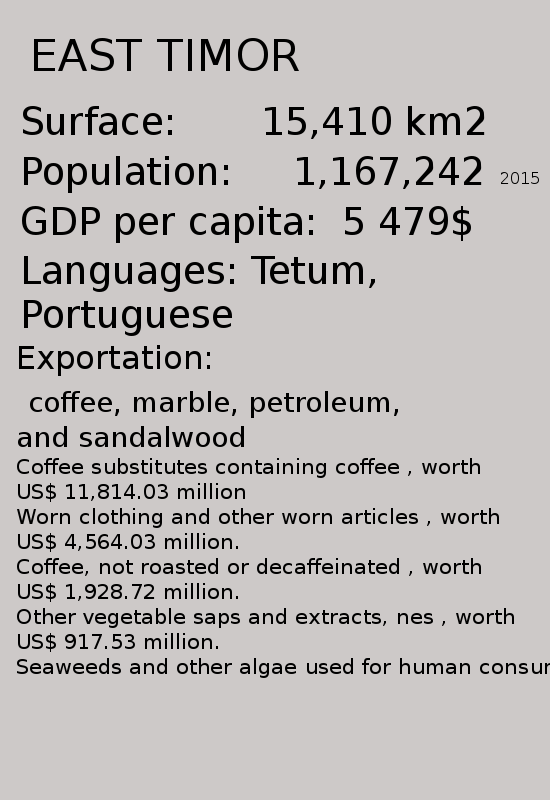 EAST TIMOR
Surface: 15,410 km2
Population: 1,167,242 2015
GDP per capita: 5 479$
Languages: Tetum,
Portuguese
Exportation:
coffee, marble, petroleum,
and sandalwood
Coffee substitutes containing coffee , worth
US$ 11,814.03 million
Worn clothing and other worn articles , worth
US$ 4,564.03 million.
Coffee, not roasted or decaffeinated , worth
US$ 1,928.72 million.
Other vegetable saps and extracts, nes , worth
US$ 917.53 million.
Seaweeds and other algae used for human